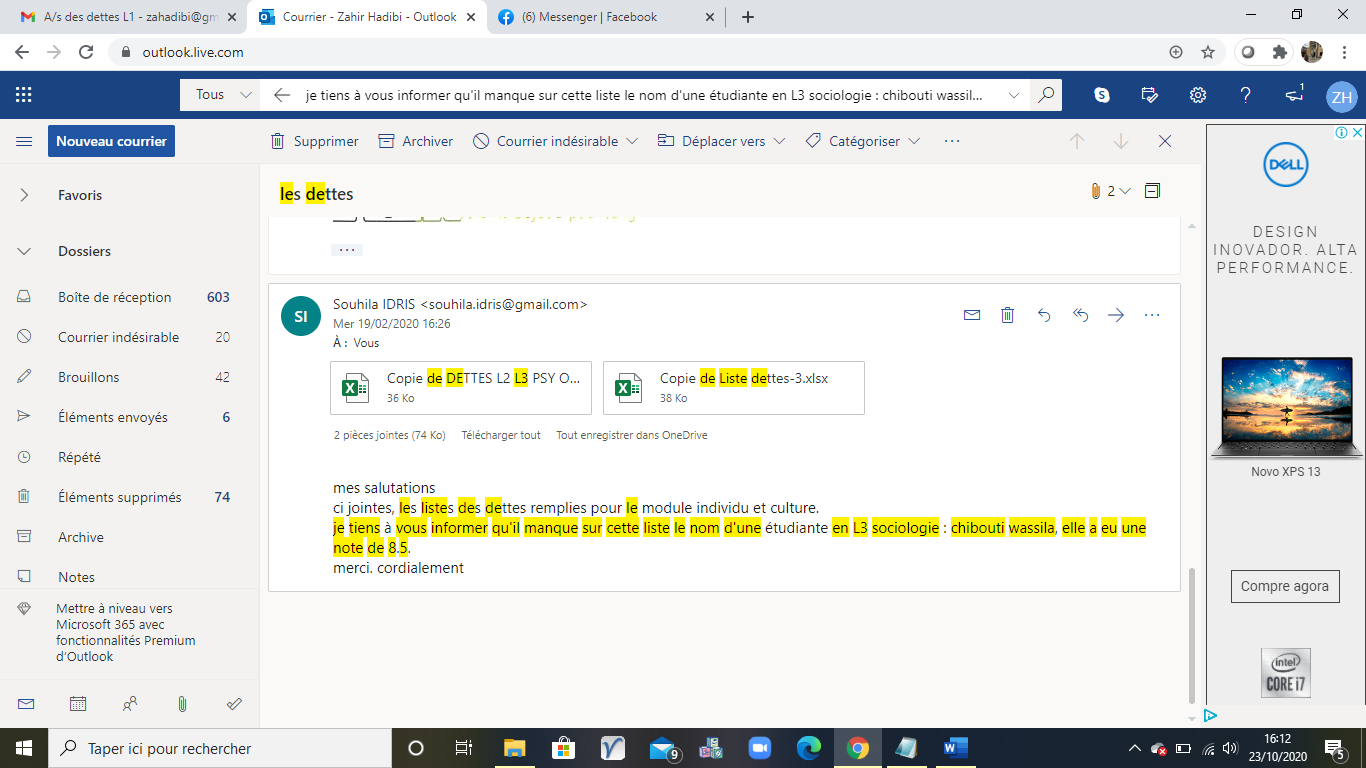 A/s des dettes L1 - zahadibi@gm
Courrier - Zahir Hadibi - Outlook
(6) Messenger | Facebook
outlook.live.com
Tous
je tiens à vous informer qu'il manque sur cette liste le nom d'une étudiante en L3 sociologie : chibouti wassil...
ZH
Nouveau courrier
Supprimer
Archiver
Courrier indésirable
Déplacer vers
Catégoriser
Favoris
Dossiers
Boîte de réception 603
Courrier indésirable 20
Brouillons 42
Éléments envoyés 6
Répété
Éléments supprimés 74
Archive
Notes
Mettre à niveau vers
Microsoft 365 avec
fonctionnalités Premium
d'Outlook
les dettes
2
SI
Souhila IDRIS <souhila.idris@gmail.com>
Mer 19/02/2020 16:26
À : Vous
Copie de DETTES L2 L3 PSY O...
36 Ko
Copie de Liste dettes-3.xlsx
38 Ko
2 pièces jointes (74 Ko) Télécharger tout Tout enregistrer dans OneDrive
mes salutations
ci jointes, les listes des dettes remplies pour le module individu et culture.
je tiens à vous informer qu'il manque sur cette liste le nom d'une étudiante en L3 sociologie : chibouti wassila, elle a eu une
note de 8.5.
merci. cordialement
DELL
DESIGN
INOVADOR. ALTA
PERFORMANCE.
Novo XPS 13
Compre agora
intel
CORE i7
Taper ici pour rechercher
9
16:12
23/10/2020
5